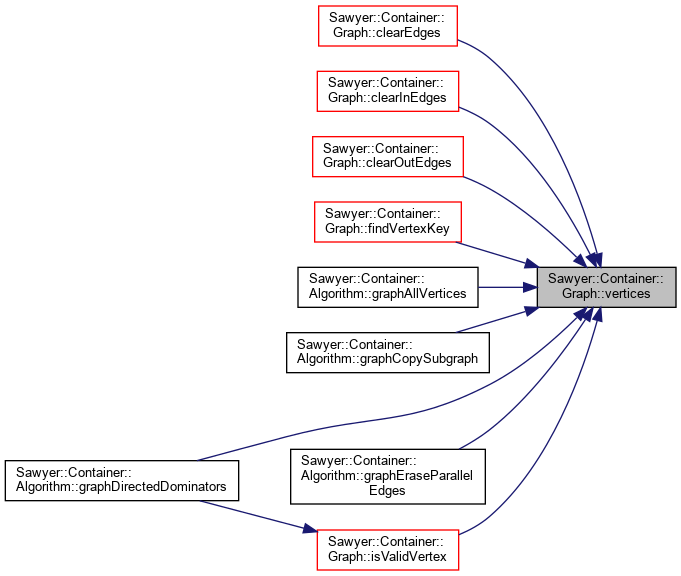 Sawyer::Container::
Graph::clearEdges
Sawyer::Container::
Graph::clearInEdges
Sawyer::Container::
Graph::clearOutEdges
Sawyer::Container::
Graph::findVertexKey
Sawyer::Container::
Algorithm::graphAllVertices
Sawyer::Container::
Graph::vertices
Sawyer::Container::
Algorithm::graphCopySubgraph
Sawyer::Container::
Algorithm::graphDirectedDominators
Sawyer::Container::
Algorithm::graphEraseParallel
Edges
Sawyer::Container::
Graph::isValidVertex